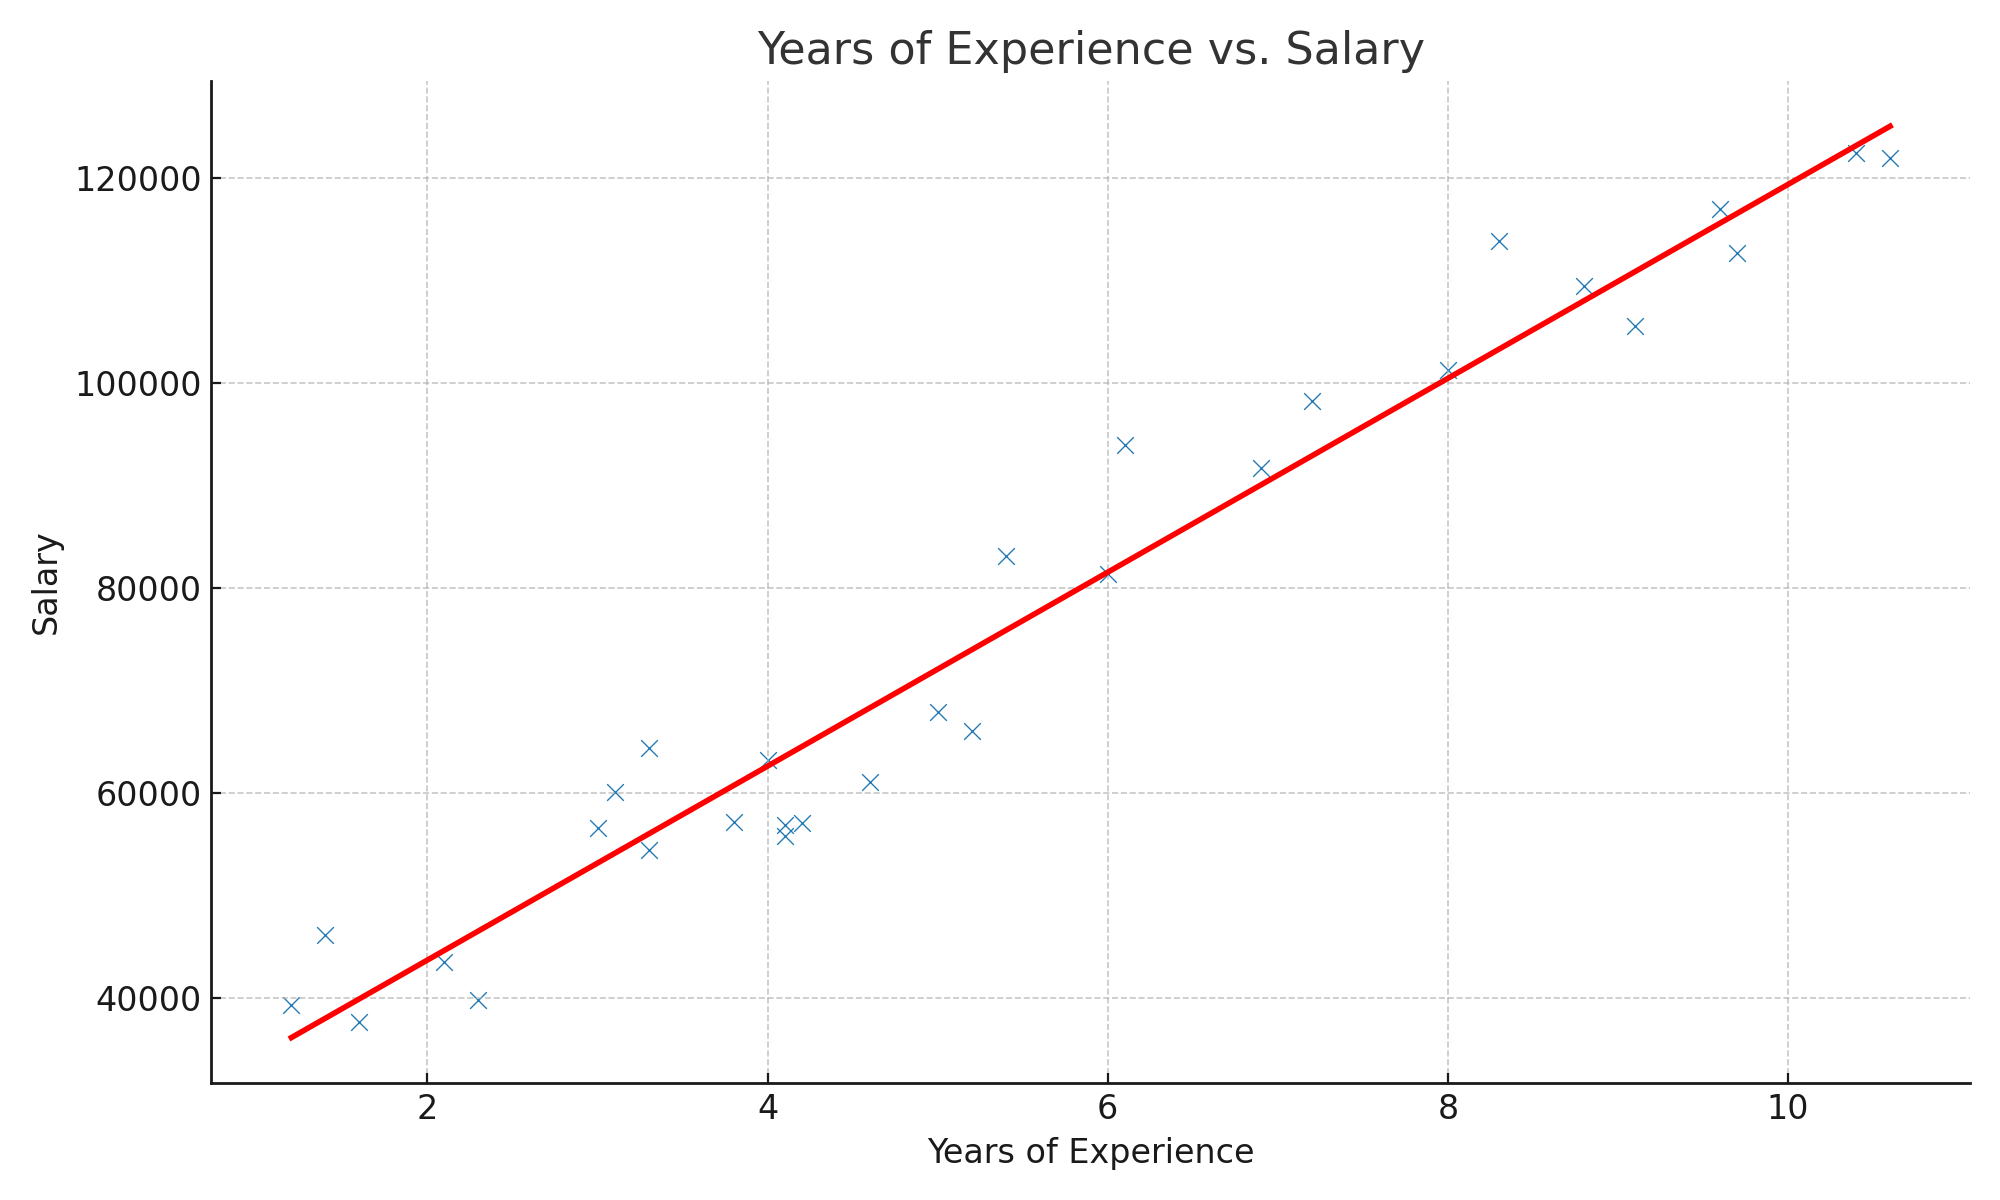 Years of Experience vs. Salary
120000
100000
80000
60000
40000
Salary
2 4 6 8 10
Years of Experience